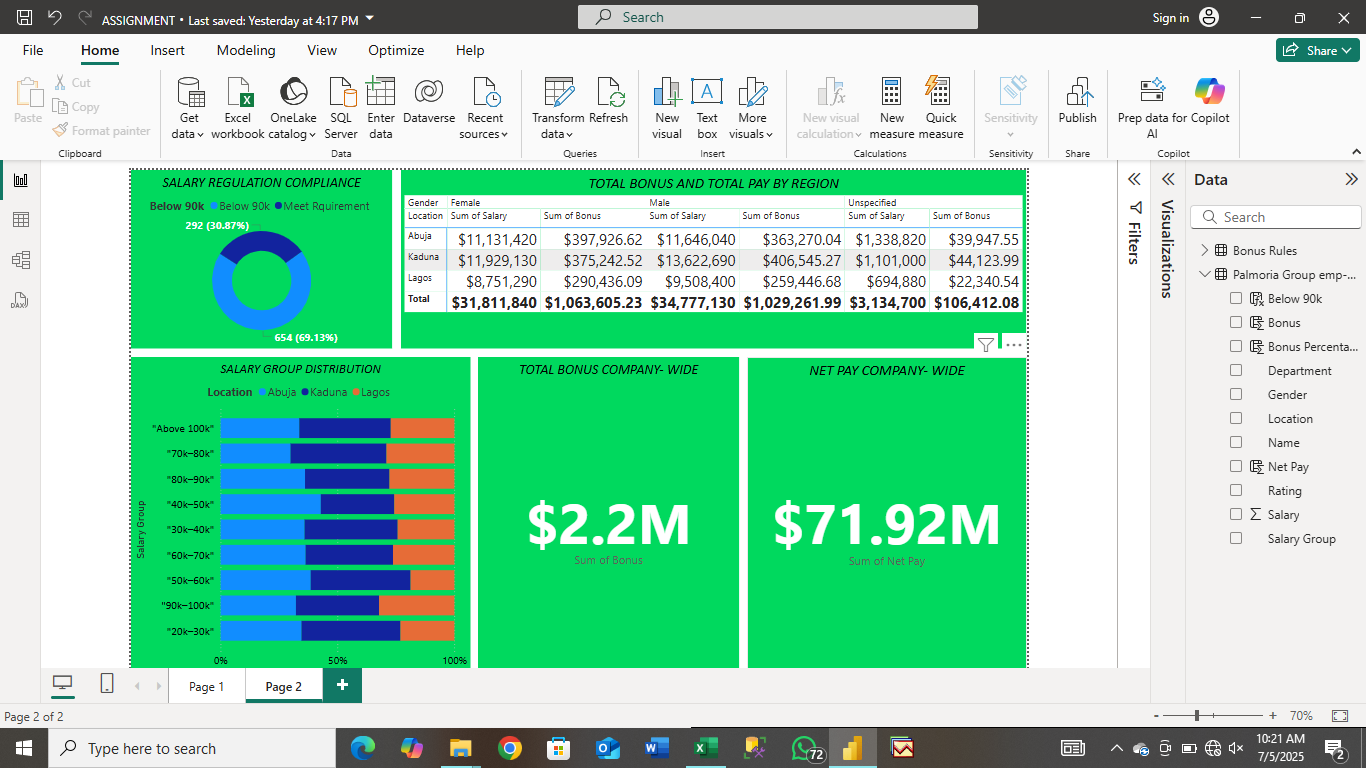 ASSIGNMENT • Last saved: Yesterday at 4:17 PM
Search
Sign in
File Home Insert Modeling View Optimize Help
Share
Paste
Cut
Copy
Format painter
Clipboard
Get data
Excel workbook
OneLake catalog
SQL Server
Enter data
Dataverse
Recent sources
Data
Transform data
Refresh
Queries
New visual
Text box
More visuals
Insert
New visual calculation
New measure
Quick measure
Calculations
Sensitivity
Sensitivity
Publish
Share
Prep data for AI
Copilot
Copilot
SALARY REGULATION COMPLIANCE
Below 90k Below 90k Meet Rquirement
292 (30.87%)
654 (69.13%)
TOTAL BONUS AND TOTAL PAY BY REGION
Gender Female Male Unspecified
Location Sum of Salary Sum of Bonus Sum of Salary Sum of Bonus Sum of Salary Sum of Bonus
Abuja $11,131,420 $397,926.62 $11,646,040 $363,270.04 $1,338,820 $39,947.55
Kaduna $11,929,130 $375,242.52 $13,622,690 $406,545.27 $1,101,000 $44,123.99
Lagos $8,751,290 $290,436.09 $9,508,400 $259,446.68 $694,880 $22,340.54
Total $31,811,840 $1,063,605.23 $34,777,130 $1,029,261.99 $3,134,700 $106,412.08
SALARY GROUP DISTRIBUTION
Location Abuja Kaduna Lagos
Salary Group
"Above 100k"
"70k–80k"
"80k–90k"
"40k–50k"
"30k–40k"
"60k–70k"
"50k–60k"
"90k–100k"
"20k–30k"
0% 50% 100%
TOTAL BONUS COMPANY- WIDE
$2.2M
Sum of Bonus
NET PAY COMPANY- WIDE
$71.92M
Sum of Net Pay
Filters
Visualizations
Data
Search
Bonus Rules
Palmoria Group emp-...
Below 90k
Bonus
Bonus Percenta...
Department
Gender
Location
Name
Net Pay
Rating
Salary
Salary Group
Page 1
Page 2
Page 2 of 2
- + 70%
Type here to search
72
10:21 AM
7/5/2025
2